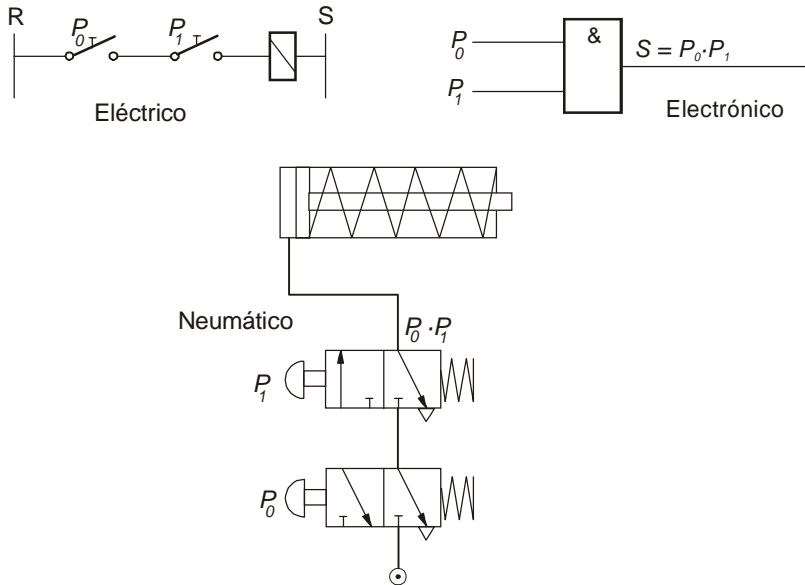 R
S
P₀
P₁
Eléctrico
P₀
P₁
&
S = P₀·P₁
Electrónico
Neumático
P₀ · P₁
P₁
P₀